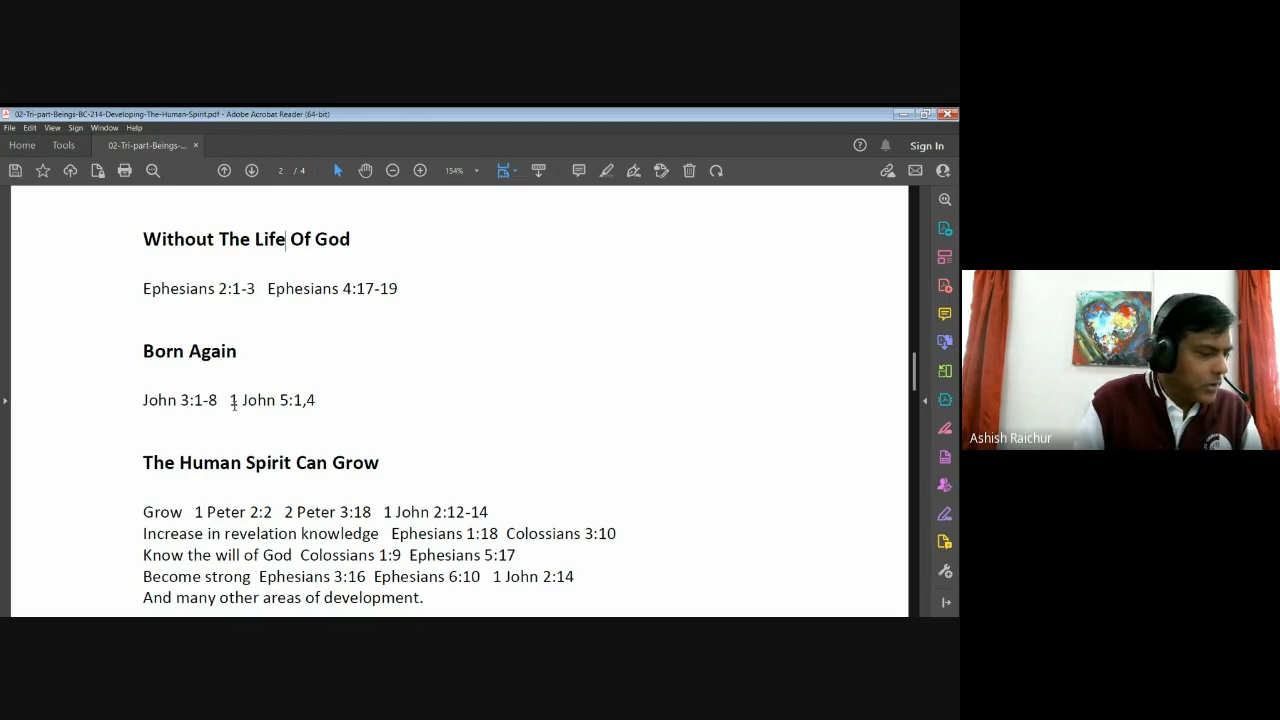 02-Tri-part-Beings-BC-214-Developing-The-Human-Spirit.pdf - Adobe Acrobat Reader (64-bit)
File Edit View Sign Window Help
Home Tools 02-Tri-part-Beings-... × Sign In
2 / 4 154%
Without The Life Of God
Ephesians 2:1-3 Ephesians 4:17-19
Born Again
John 3:1-8 1 John 5:1,4
The Human Spirit Can Grow
Grow 1 Peter 2:2 2 Peter 3:18 1 John 2:12-14
Increase in revelation knowledge Ephesians 1:18 Colossians 3:10
Know the will of God Colossians 1:9 Ephesians 5:17
Become strong Ephesians 3:16 Ephesians 6:10 1 John 2:14
And many other areas of development.
Ashish Raichur